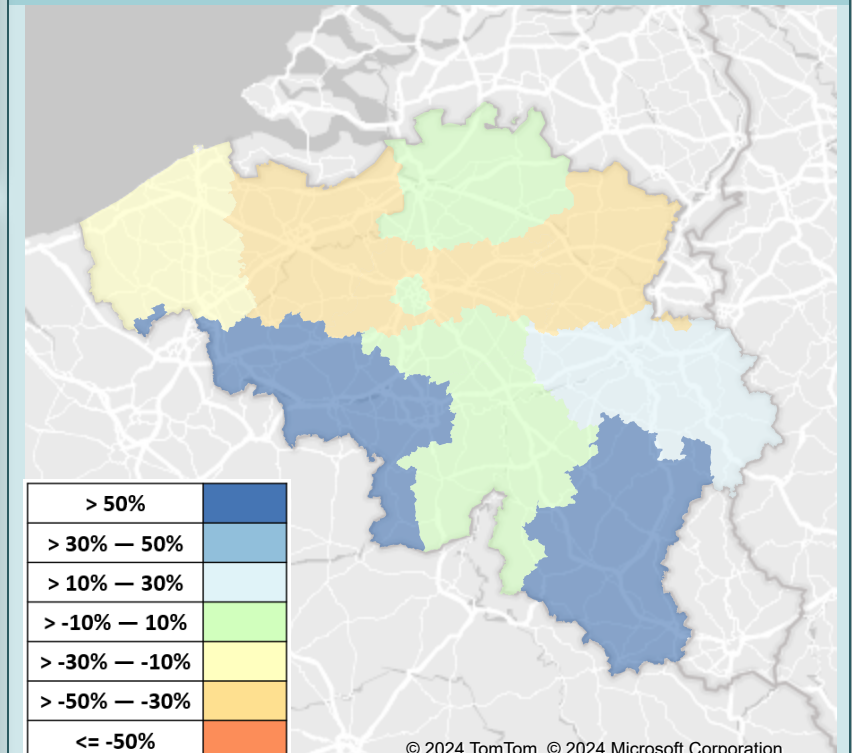 > 50%
> 30% — 50%
> 10% — 30%
> -10% — 10%
> -30% — -10%
> -50% — -30%
<= -50%
© 2024 TomTom, © 2024 Microsoft Corporation